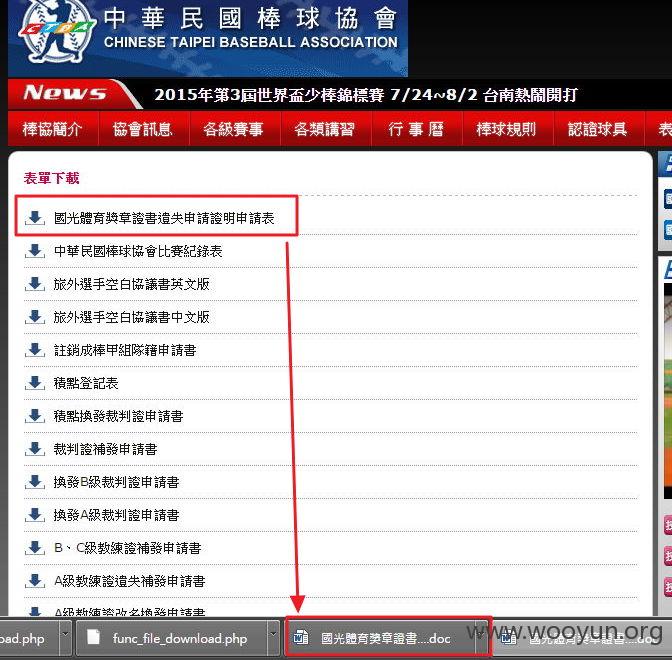 中華民國棒球協會
CTBA
CHINESE TAIPEI BASEBALL ASSOCIATION
News 2015年第3屆世界盃少棒錦標賽 7/24~8/2 台南熱鬧開打
棒協簡介 協會訊息 各級賽事 各類講習 行事曆 棒球規則 認證球具 表
表單下載
國光體育獎章證書遺失申請證明申請表
中華民國棒球協會比賽紀錄表
旅外選手空白協議書英文版
旅外選手空白協議書中文版
註銷成棒甲組隊籍申請書
積點登記表
積點換發裁判證申請書
裁判證補發申請書
換發B級裁判證申請書
換發A級裁判證申請書
B、C級教練證補發申請書
A級教練證遺失補發申請書
A級教練證改名換發申請書
oad.php func_file_download.php 國光體育獎章證書....doc 國光體育獎章證書....doc
www.wooyun.org